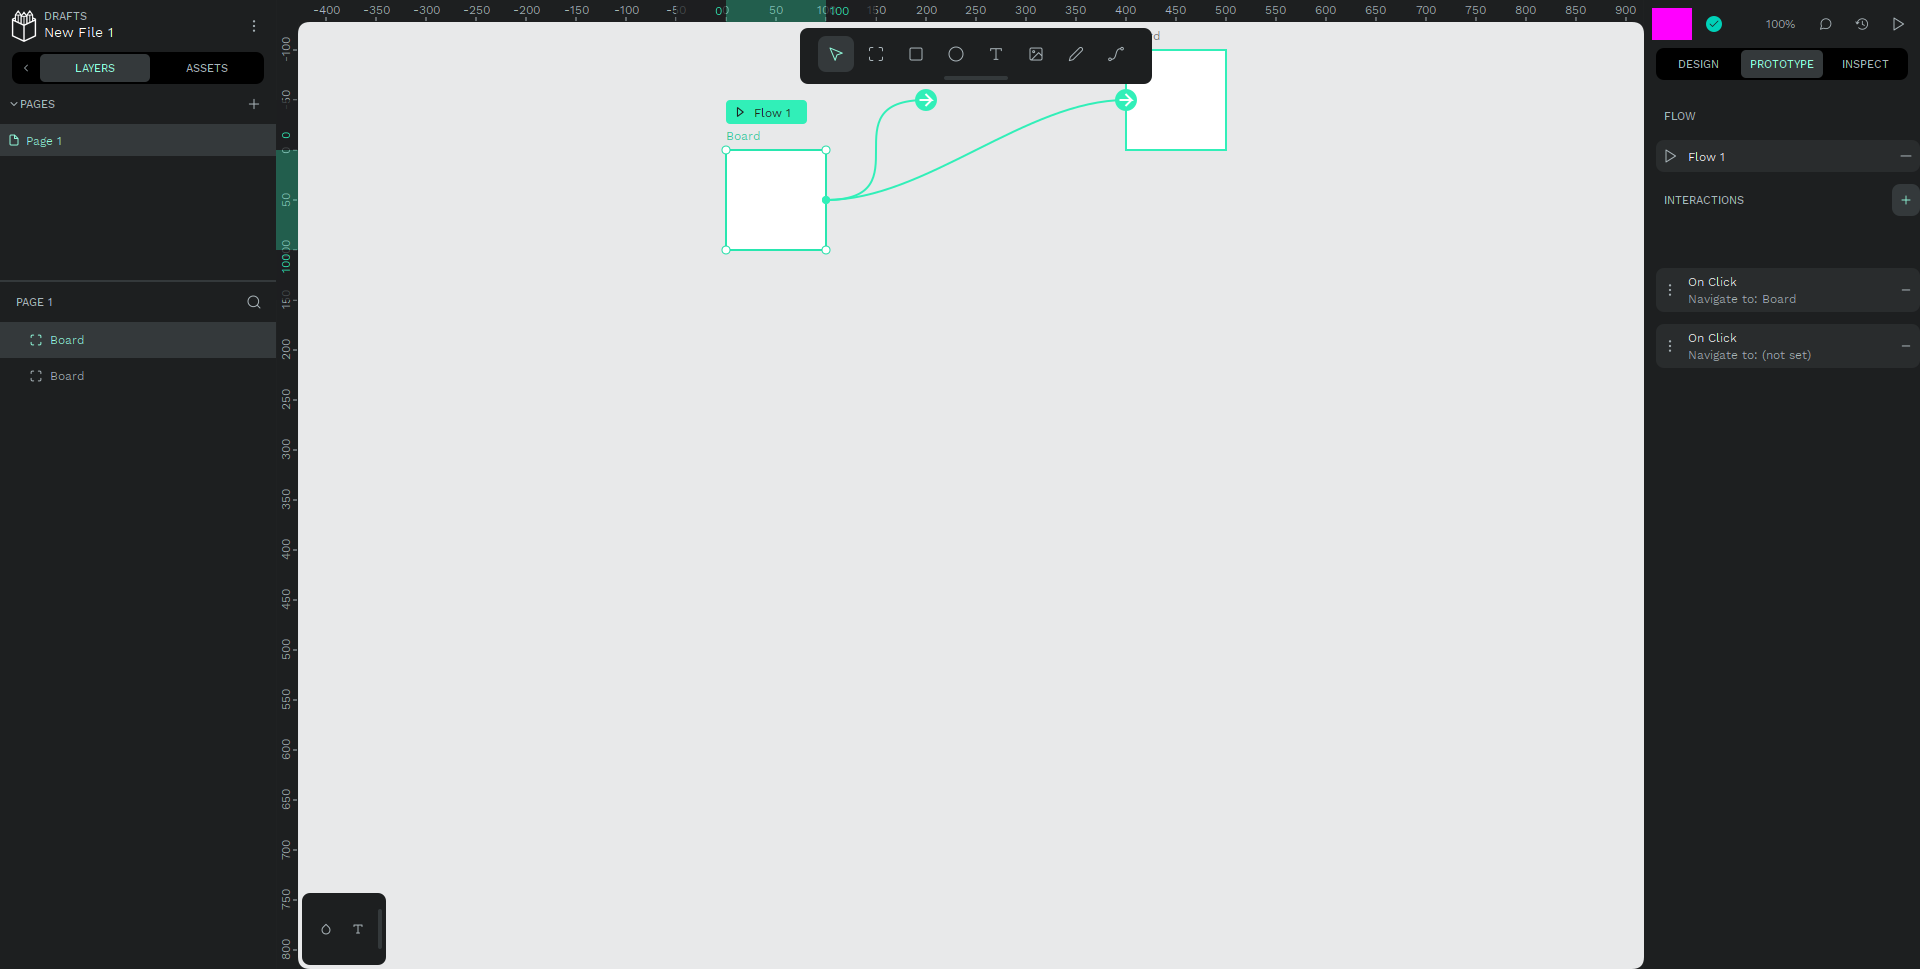 DRAFTS
New File 1
LAYERS
ASSETS
PAGES
Page 1
PAGE 1
Board
Board
-400 -350 -300 -250 -200 -150 -100 -50 0 50 100 150 200 250 300 350 400 450 500 550 600 650 700 750 800 850 900
-100
0
50
100
150
200
250
300
350
400
450
500
550
600
650
700
750
800
Flow 1
Board
100%
DESIGN
PROTOTYPE
INSPECT
FLOW
Flow 1
INTERACTIONS
On Click
Navigate to: Board
On Click
Navigate to: (not set)